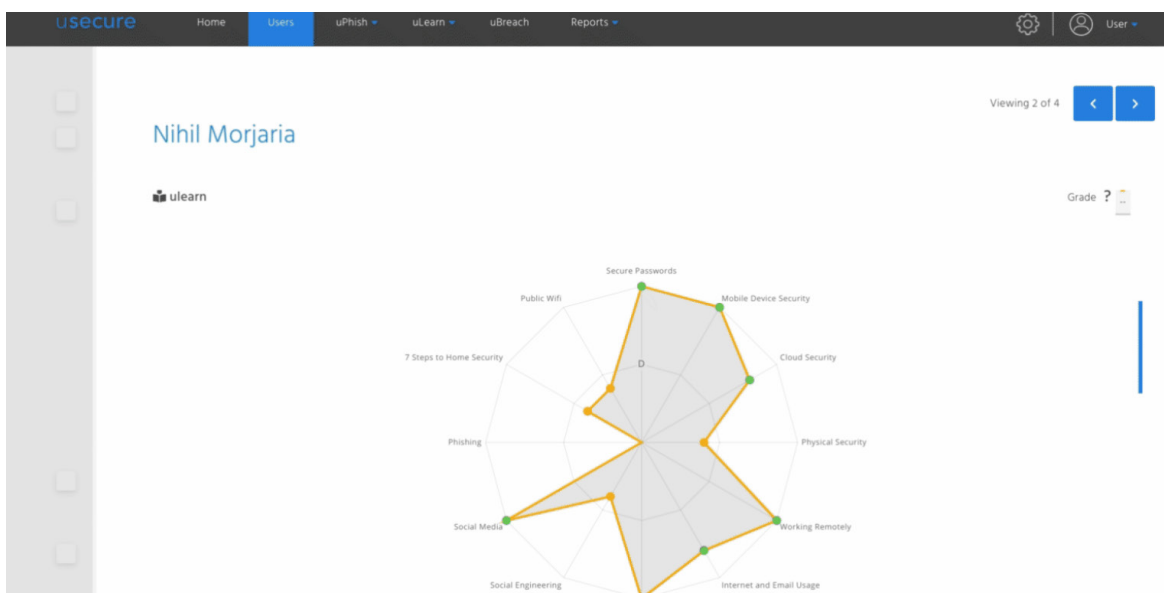 usecure Home Users uPhish uLearn uBreach Reports User
Viewing 2 of 4
Nihil Morjaria
ulearn
Grade ?
Secure Passwords
Public Wifi
Mobile Device Security
7 Steps to Home Security
Cloud Security
D
Phishing
Physical Security
Social Media
Working Remotely
Social Engineering
Internet and Email Usage